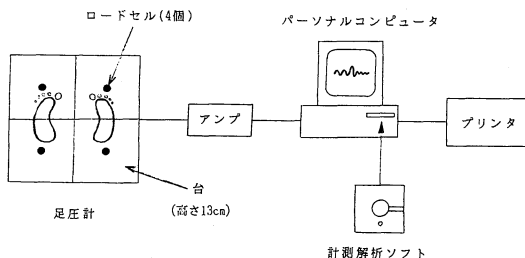 ロードセル(4個)
パーソナルコンピュータ
アンプ
プリンタ
台
(高さ13cm)
足圧計
計測解析ソフト